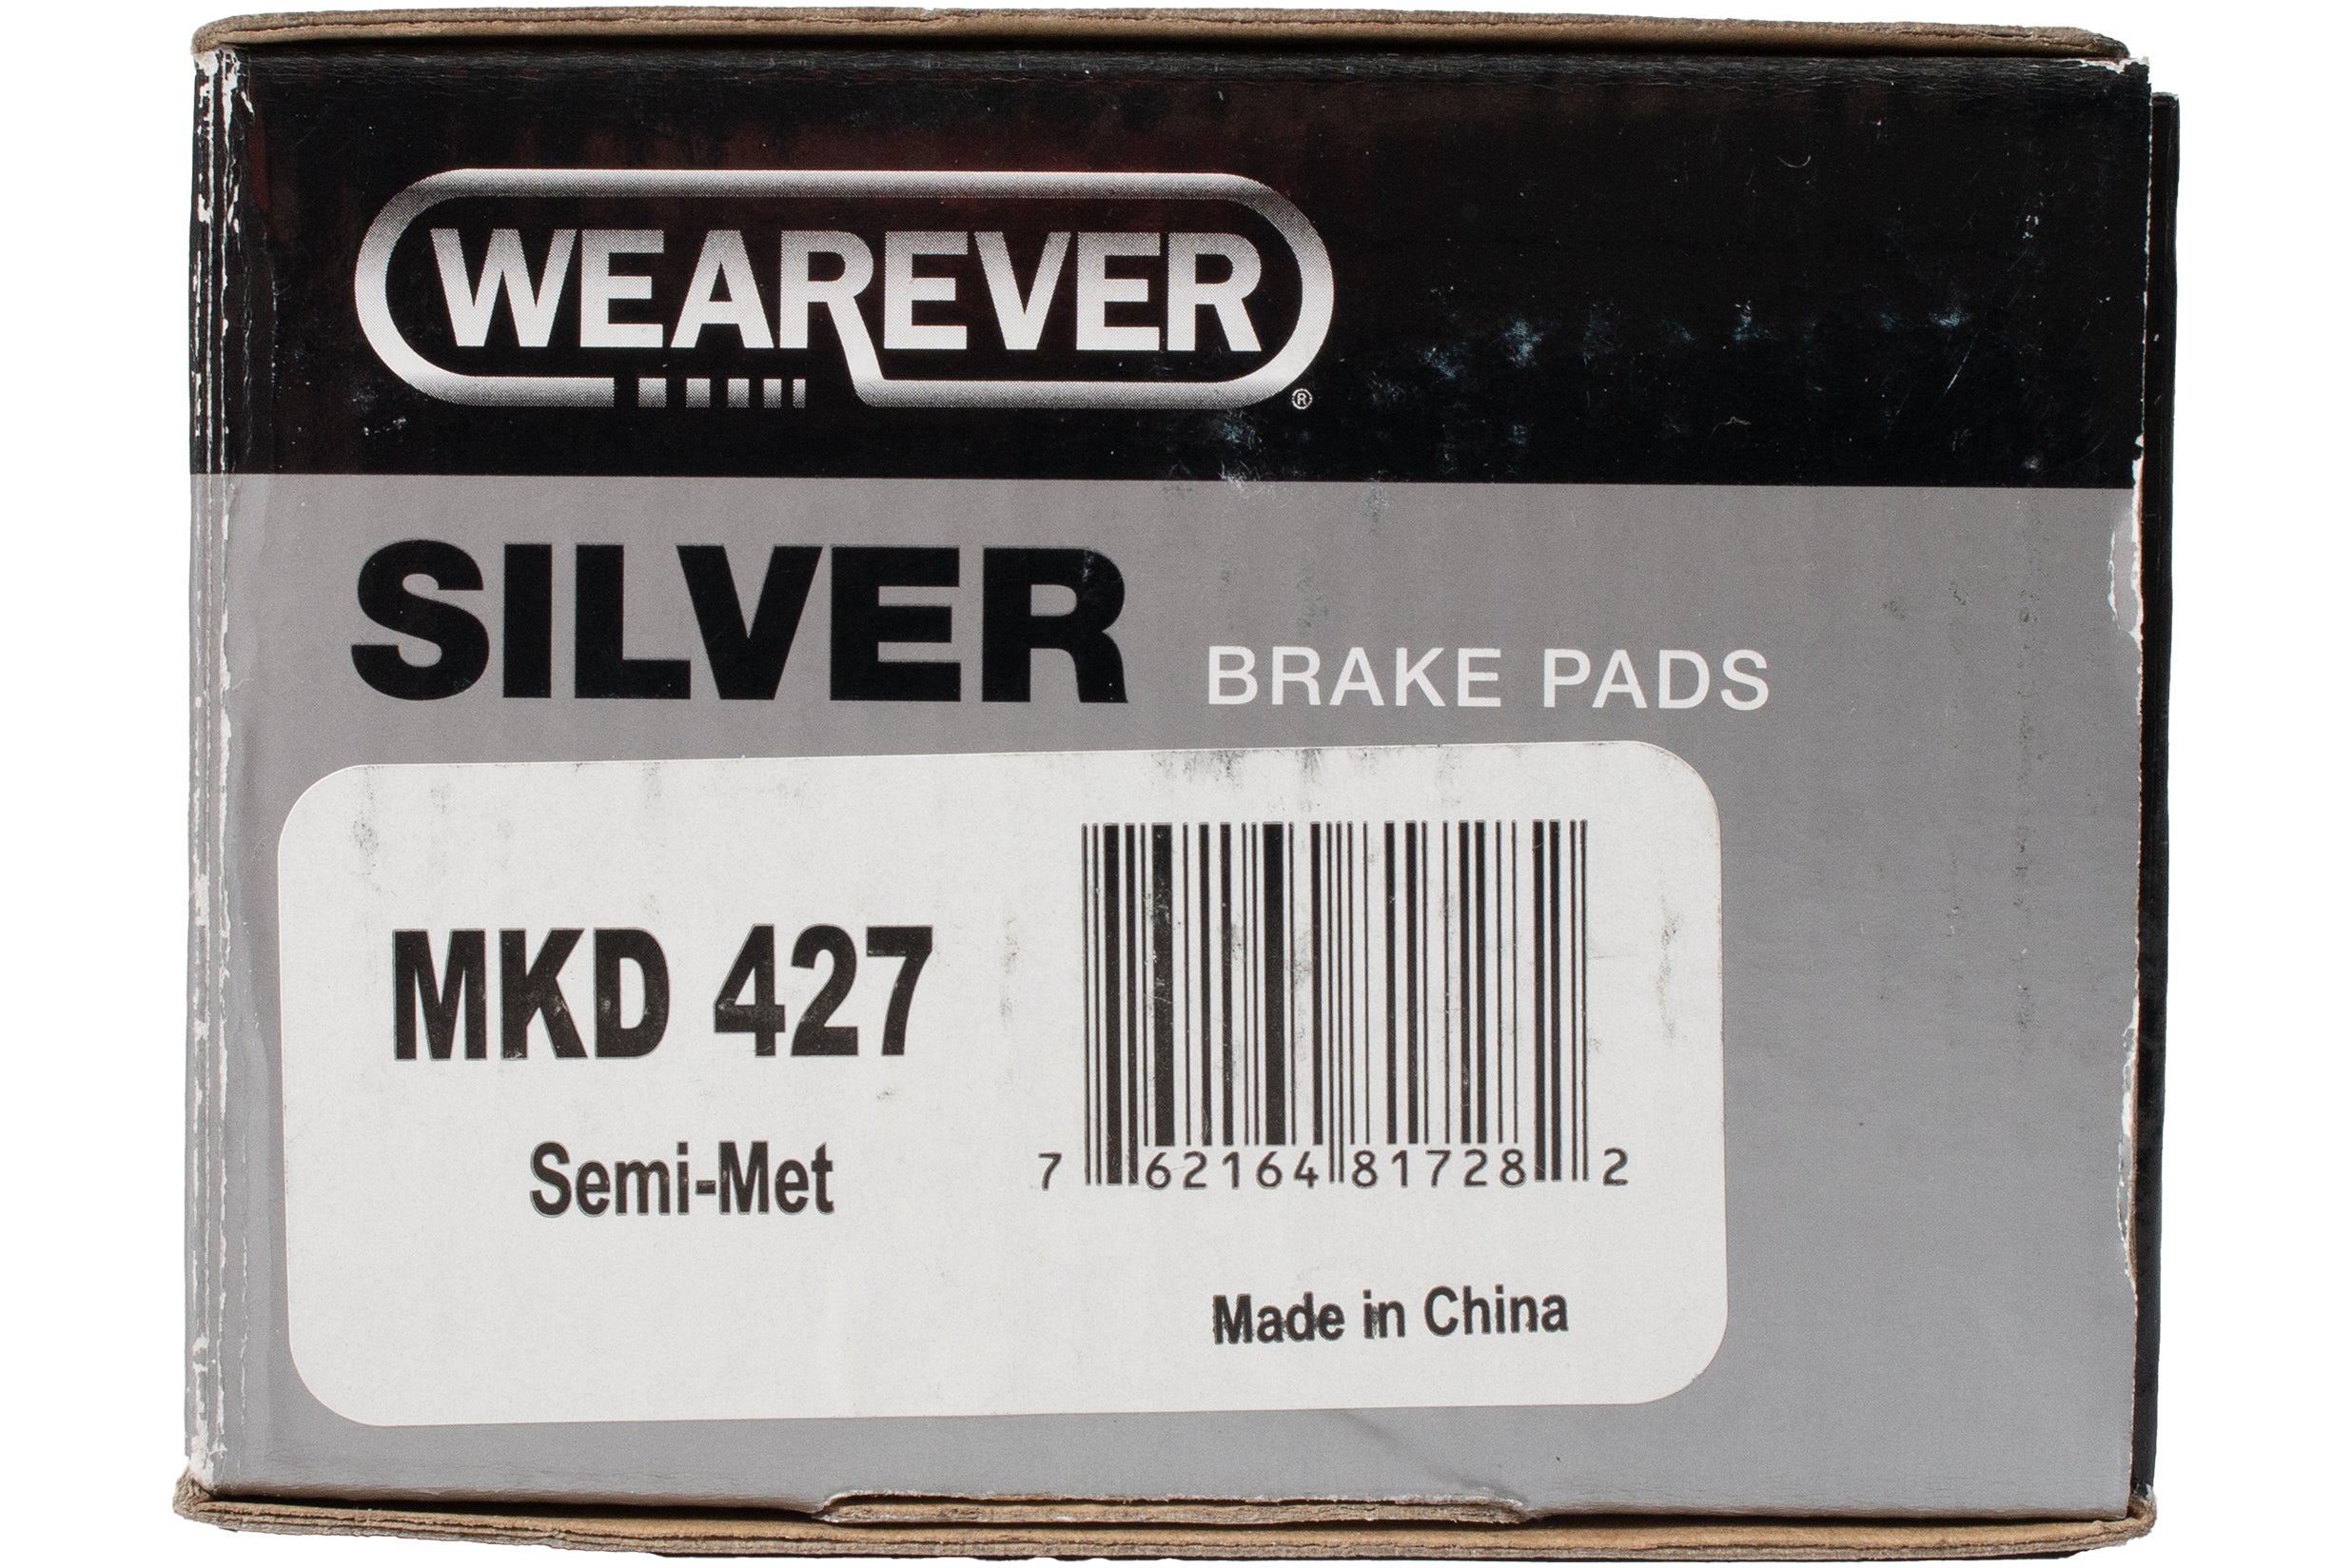 WEAREVER®
SILVER BRAKE PADS
MKD 427
Semi-Met
7 62164 81728 2
Made in China